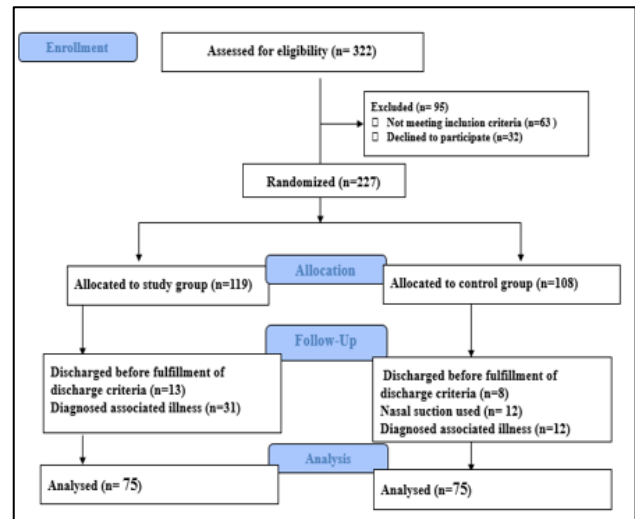 Enrollment
Assessed for eligibility (n= 322)
Excluded (n= 95)
Not meeting inclusion criteria (n=63 )
Declined to participate (n=32)
Randomized (n=227)
Allocation
Allocated to study group (n=119)
Allocated to control group (n=108)
Follow-Up
Discharged before fulfillment of
discharge criteria (n=13)
Diagnosed associated illness (n=31)
Discharged before fulfillment of
discharge criteria (n=8)
Nasal suction used (n= 12)
Diagnosed associated illness (n=12)
Analysis
Analysed (n= 75)
Analysed (n= 75)